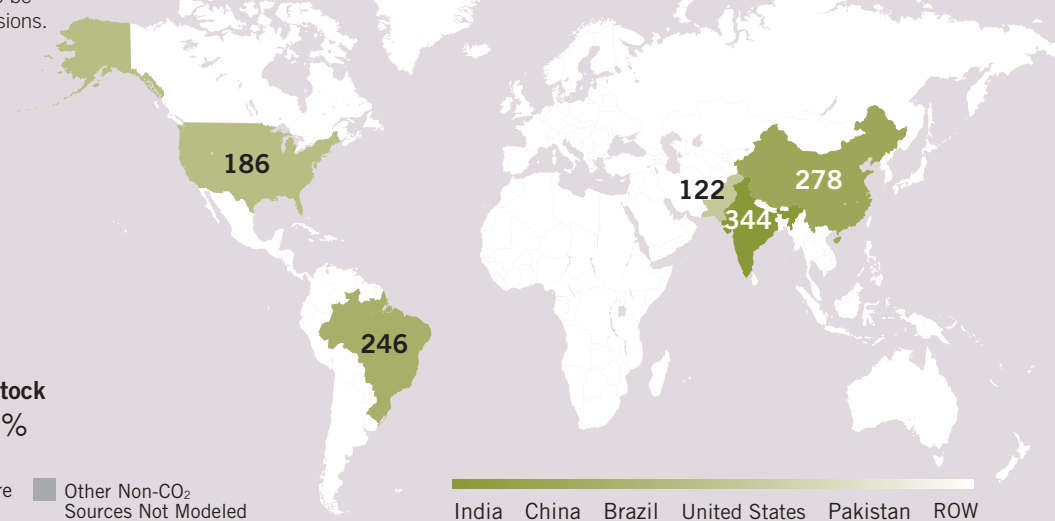 sions.
186
122
278
344
246
tock
%
re
Other Non-CO₂
Sources Not Modeled
India China Brazil United States Pakistan ROW